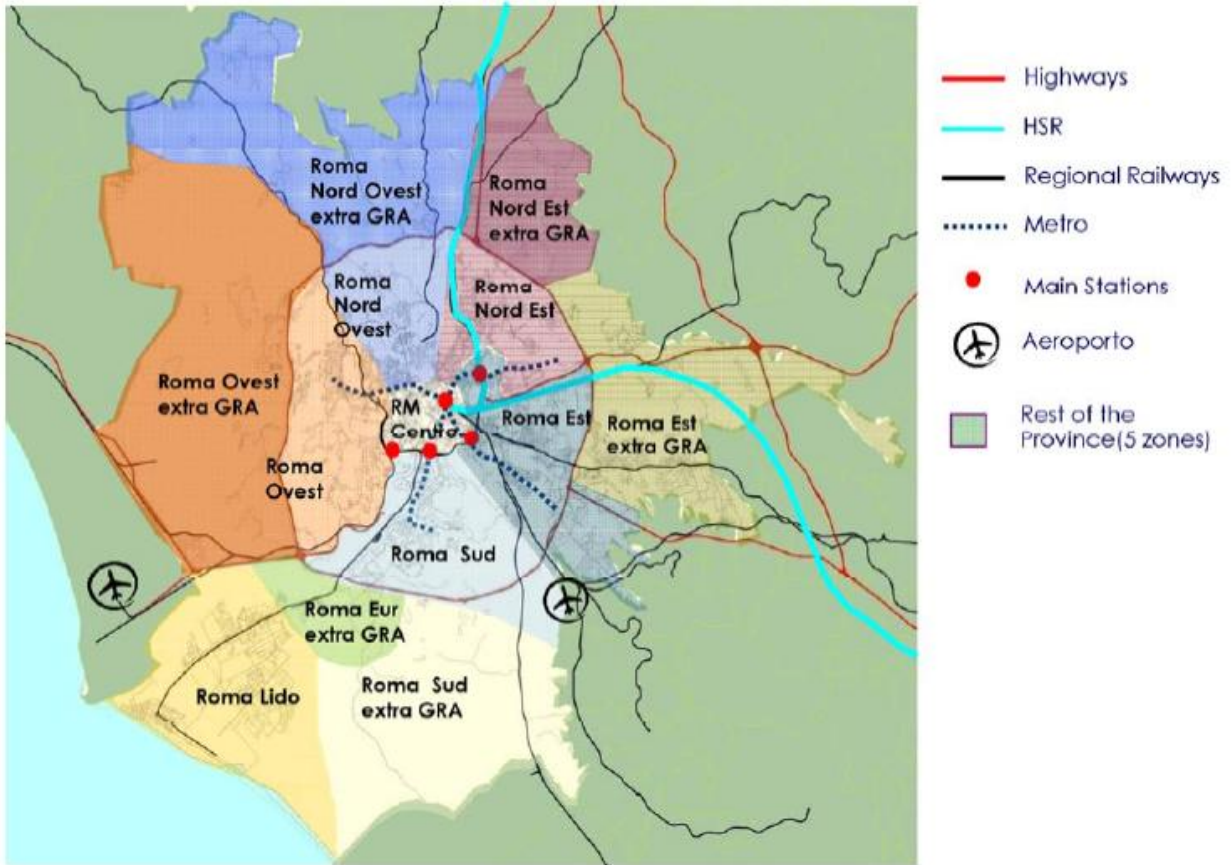 Roma
Nord Ovest
extra GRA
Roma
Nord Est
extra GRA
Roma
Nord
Ovest
Roma
Nord Est
Roma Ovest
extra GRA
RM
Centro
Roma Est
Roma Est
extra GRA
Roma
Ovest
Roma Sud
Roma Eur
extra GRA
Roma Lido
Roma Sud
extra GRA
Highways
HSR
Regional Railways
Metro
Main Stations
Aeroporto
Rest of the
Province(5 zones)